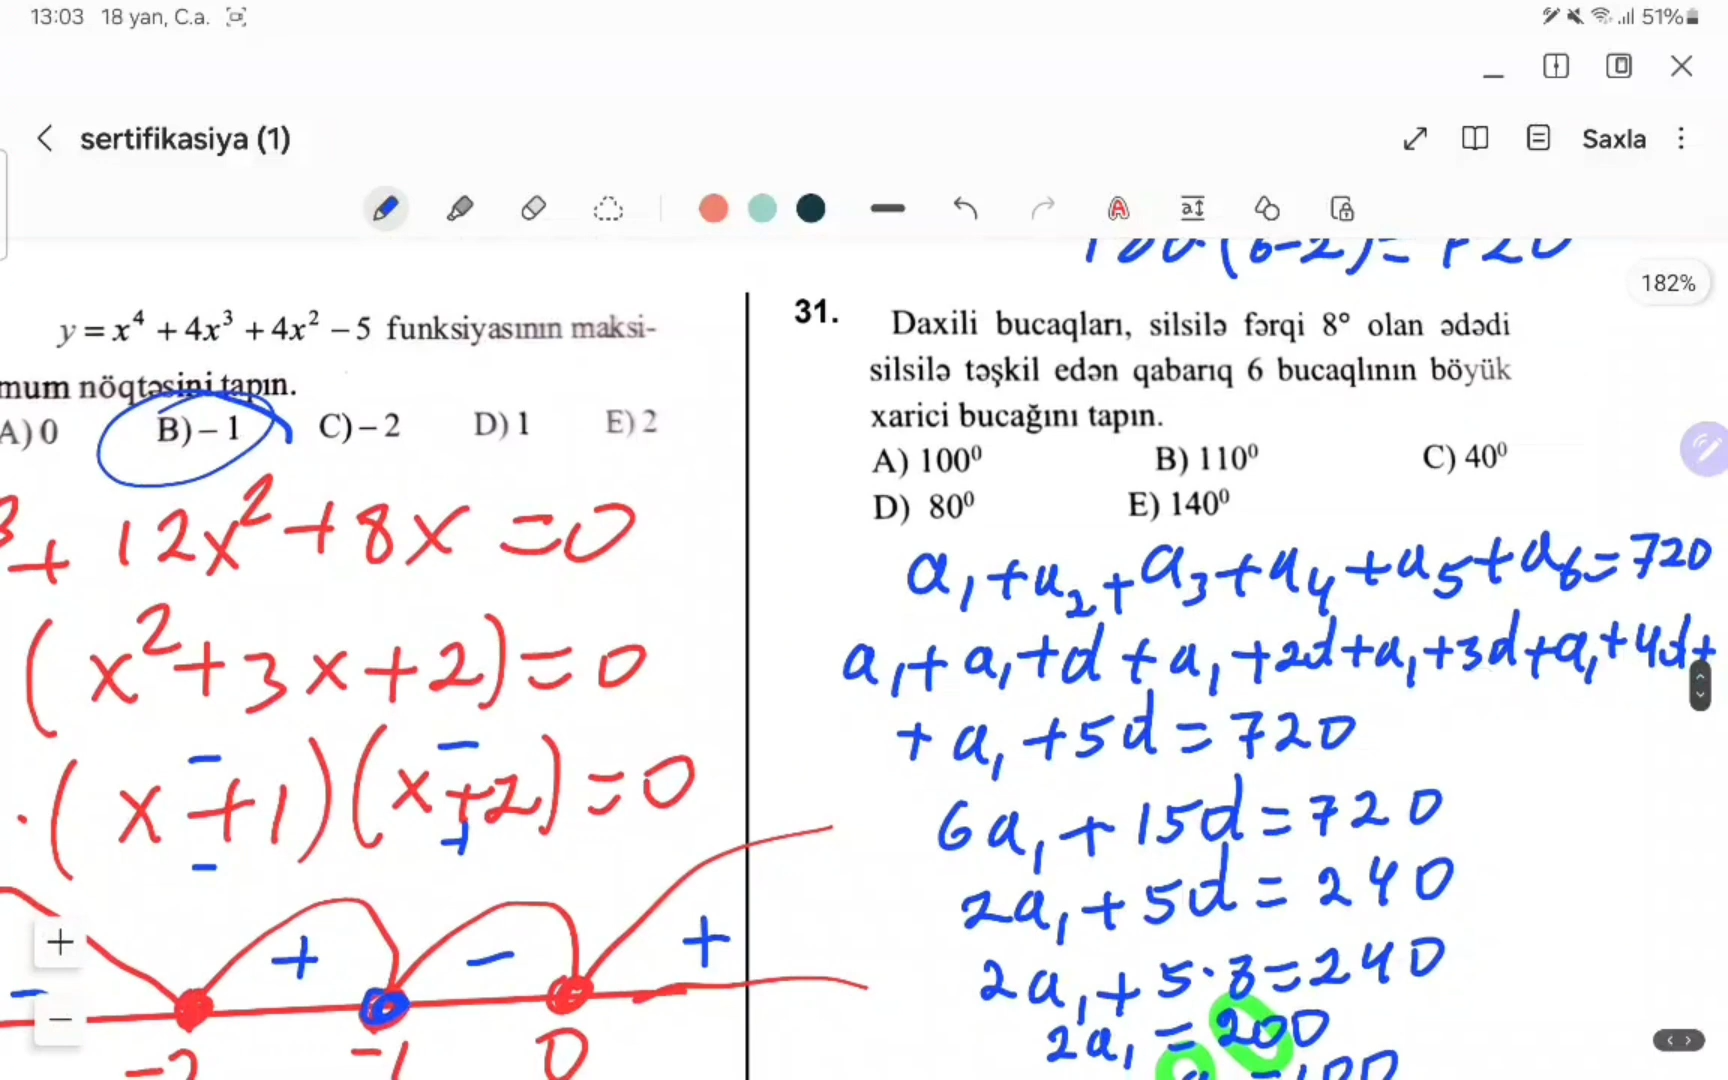 13:03 18 yan, C.a. 51%
sertifikasiya (1)
Saxla
182%
y = x⁴ + 4x³ + 4x² − 5 funksiyasının maksi-
mum nöqtəsini tapın.
A) 0 B) − 1 C) − 2 D) 1 E) 2
+ 12x² + 8x = 0
(x² + 3x + 2) = 0
· (x + 1)(x + 2) = 0
+ − +
-2 -1 0
180·(6-2) = 720
31. Daxili bucaqları, silsilə fərqi 8° olan ədədi
silsilə təşkil edən qabarıq 6 bucaqlının böyük
xarici bucağını tapın.
A) 100⁰ B) 110⁰ C) 40⁰
D) 80⁰ E) 140⁰
a₁ + a₂ + a₃ + a₄ + a₅ + a₆ = 720
a₁ + a₁ + d + a₁ + 2d + a₁ + 3d + a₁ + 4d +
+ a₁ + 5d = 720
6a₁ + 15d = 720
2a₁ + 5d = 240
2a₁ + 5·8 = 240
2a₁ = 200